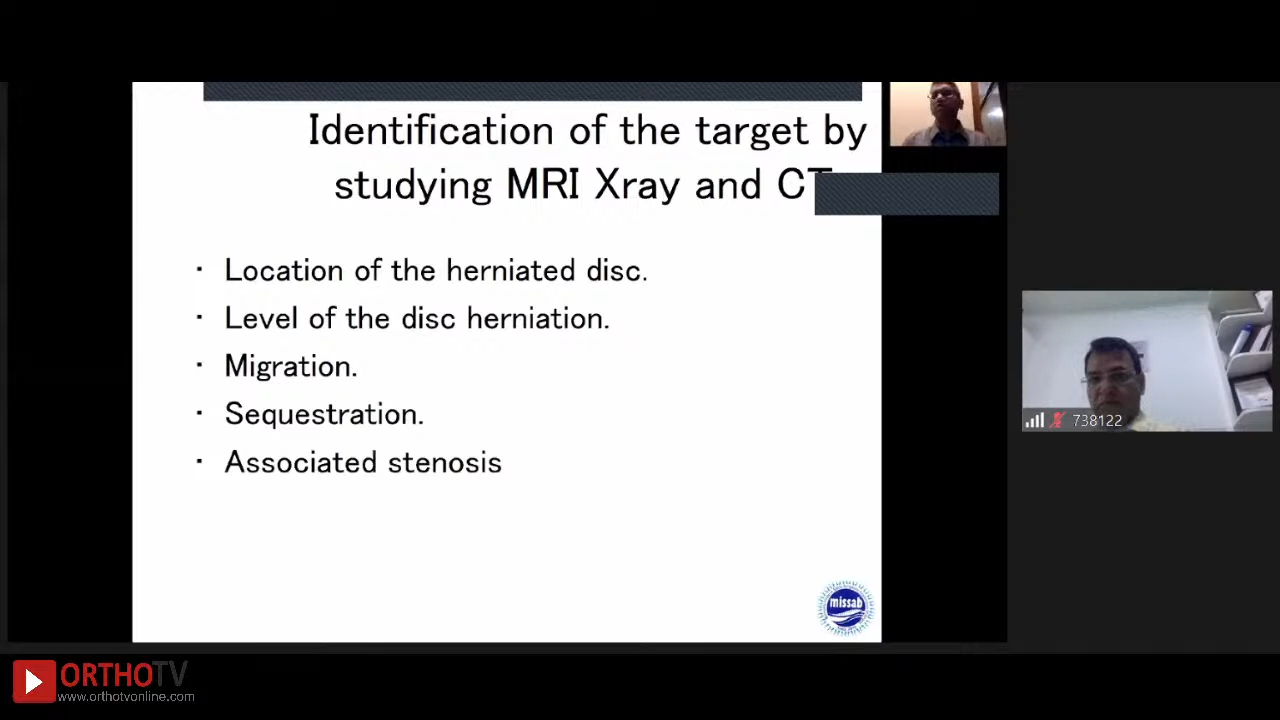 Identification of the target by
studying MRI Xray and CT
· Location of the herniated disc.
· Level of the disc herniation.
· Migration.
· Sequestration.
· Associated stenosis
missab
738122
ORTHOTV
www.orthotvonline.com